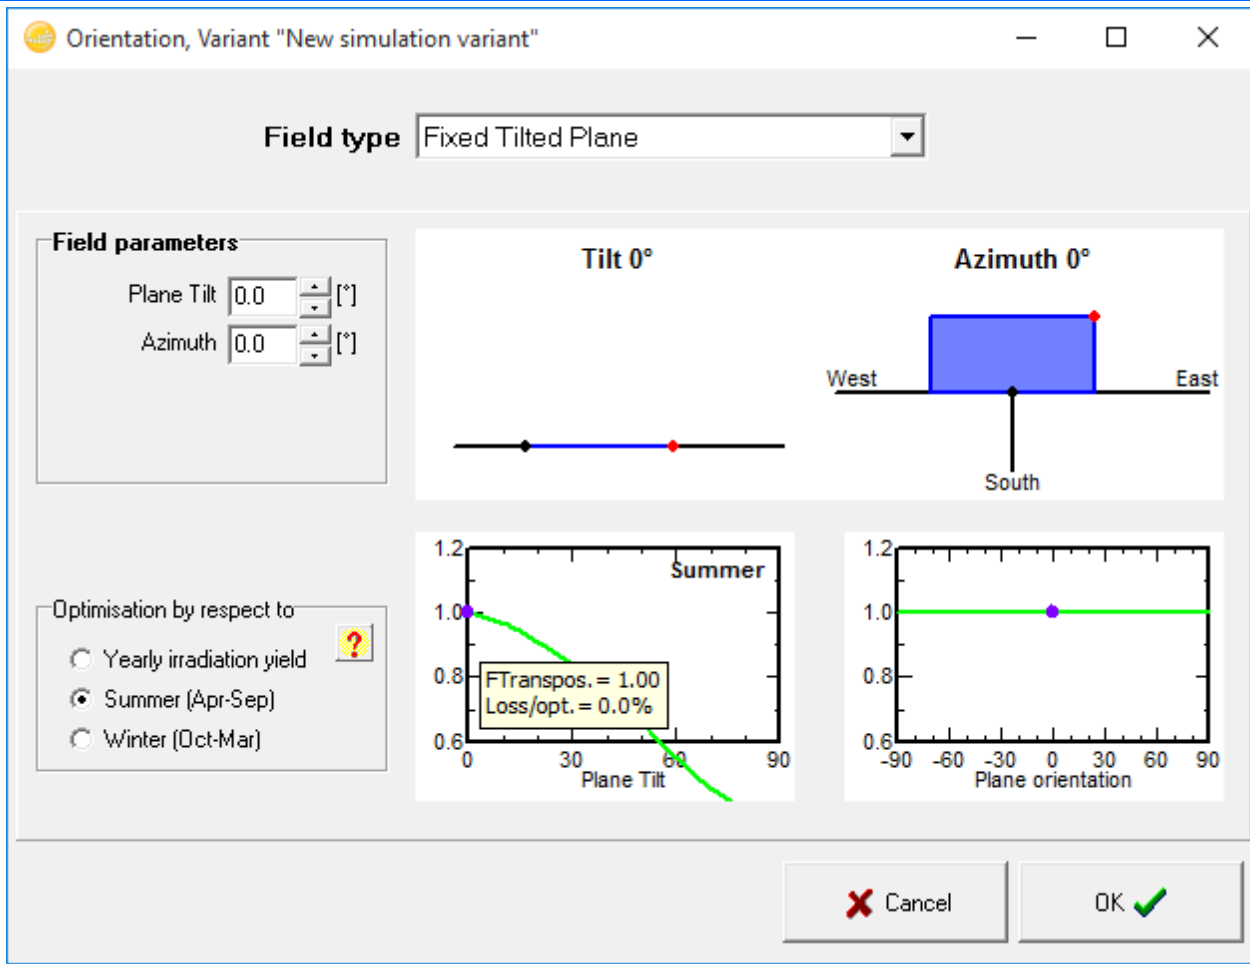 Orientation, Variant "New simulation variant"
Field type Fixed Tilted Plane
Field parameters
Plane Tilt 0.0 [°]
Azimuth 0.0 [°]
Tilt 0°
Azimuth 0°
West East
South
Optimisation by respect to
?
Yearly irradiation yield
Summer (Apr-Sep)
Winter (Oct-Mar)
1.2
1.0
0.8
0.6
Summer
FTranspos. = 1.00
Loss/opt. = 0.0%
0 30 60 90
Plane Tilt
1.2
1.0
0.8
0.6
-90 -60 -30 0 30 60 90
Plane orientation
Cancel
OK